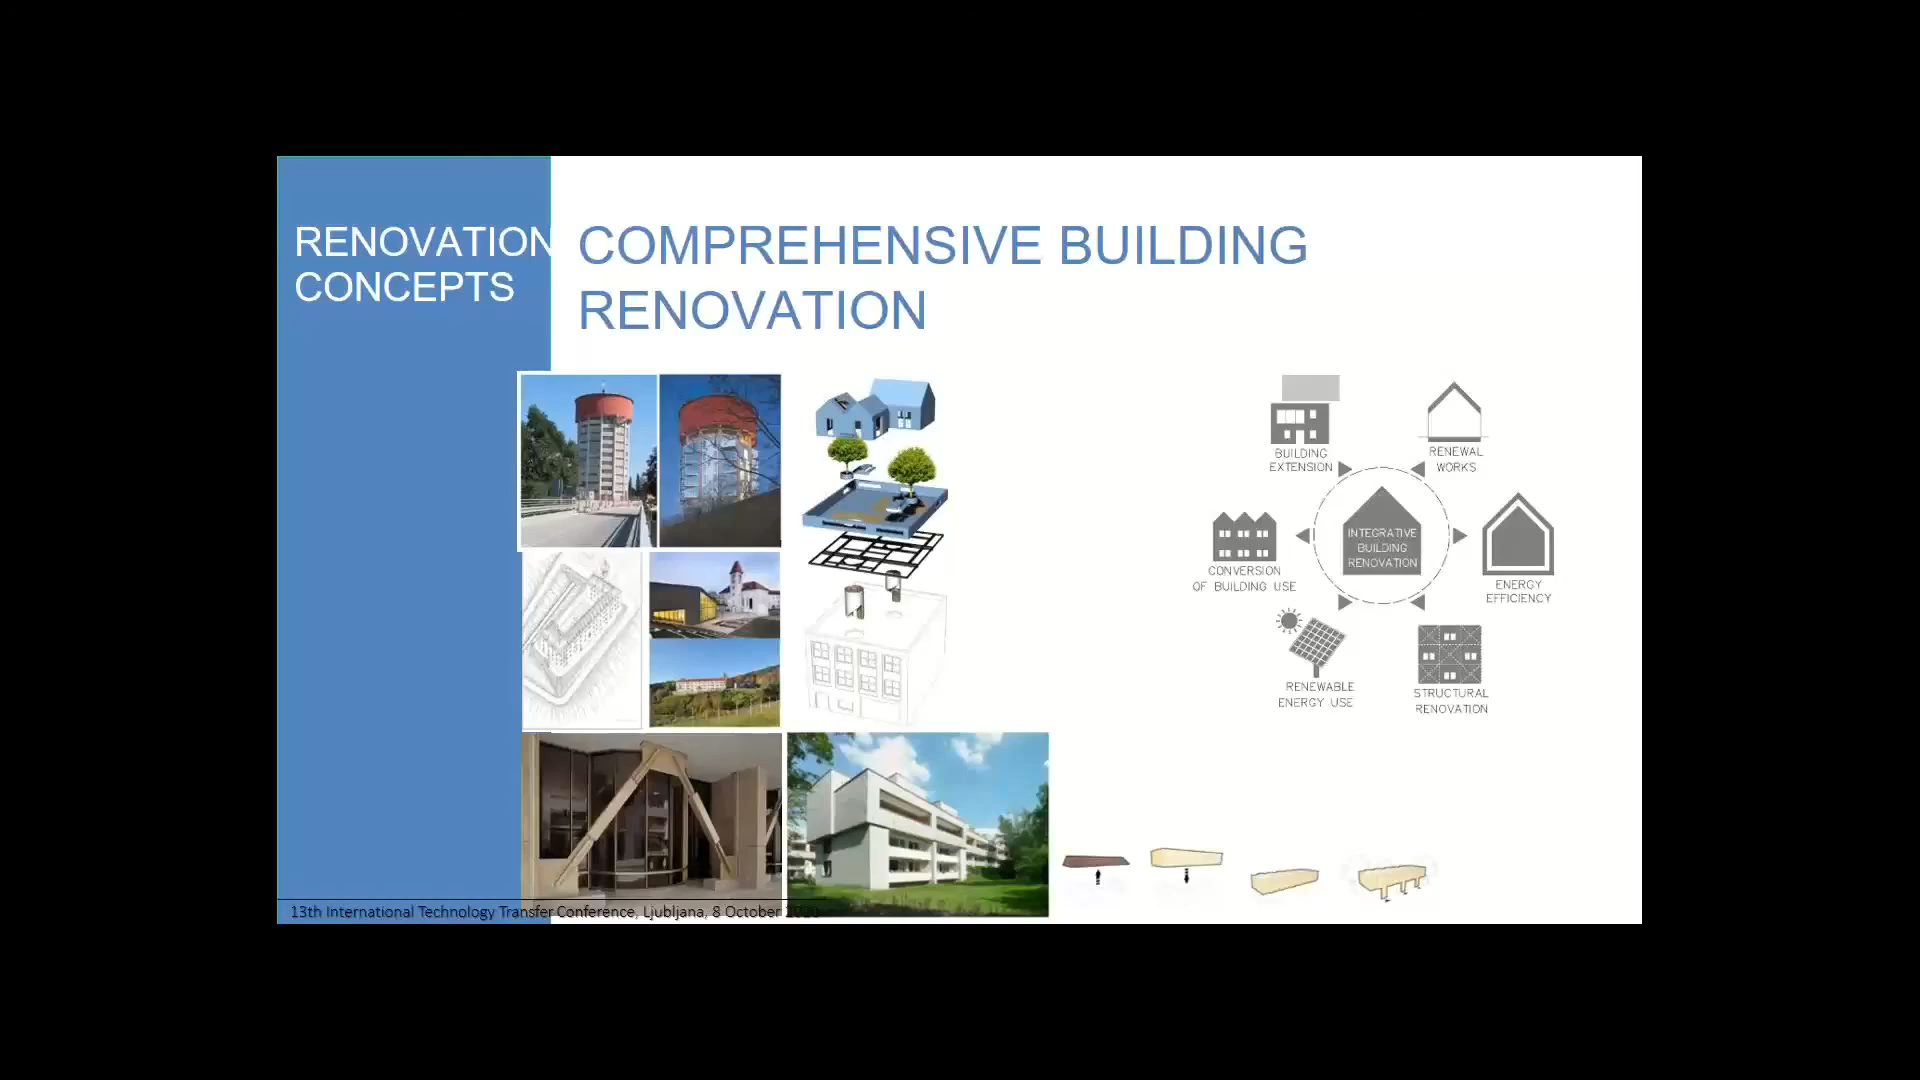 RENOVATION
CONCEPTS
COMPREHENSIVE BUILDING
RENOVATION
BUILDING
EXTENSION
RENEWAL
WORKS
INTEGRATIVE
BUILDING
RENOVATION
CONVERSION
OF BUILDING USE
ENERGY
EFFICIENCY
RENEWABLE
ENERGY USE
STRUCTURAL
RENOVATION
13th International Technology Transfer Conference, Ljubljana, 8 October